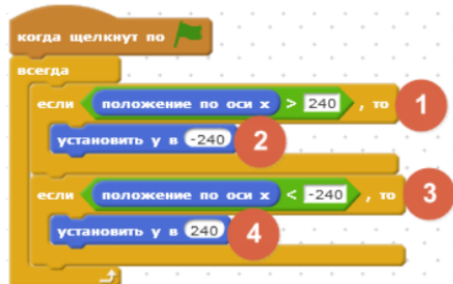 когда щелкнут по
всегда
если положение по оси x > 240 , то 1
установить y в -240 2
если положение по оси x < -240 , то 3
установить y в 240 4